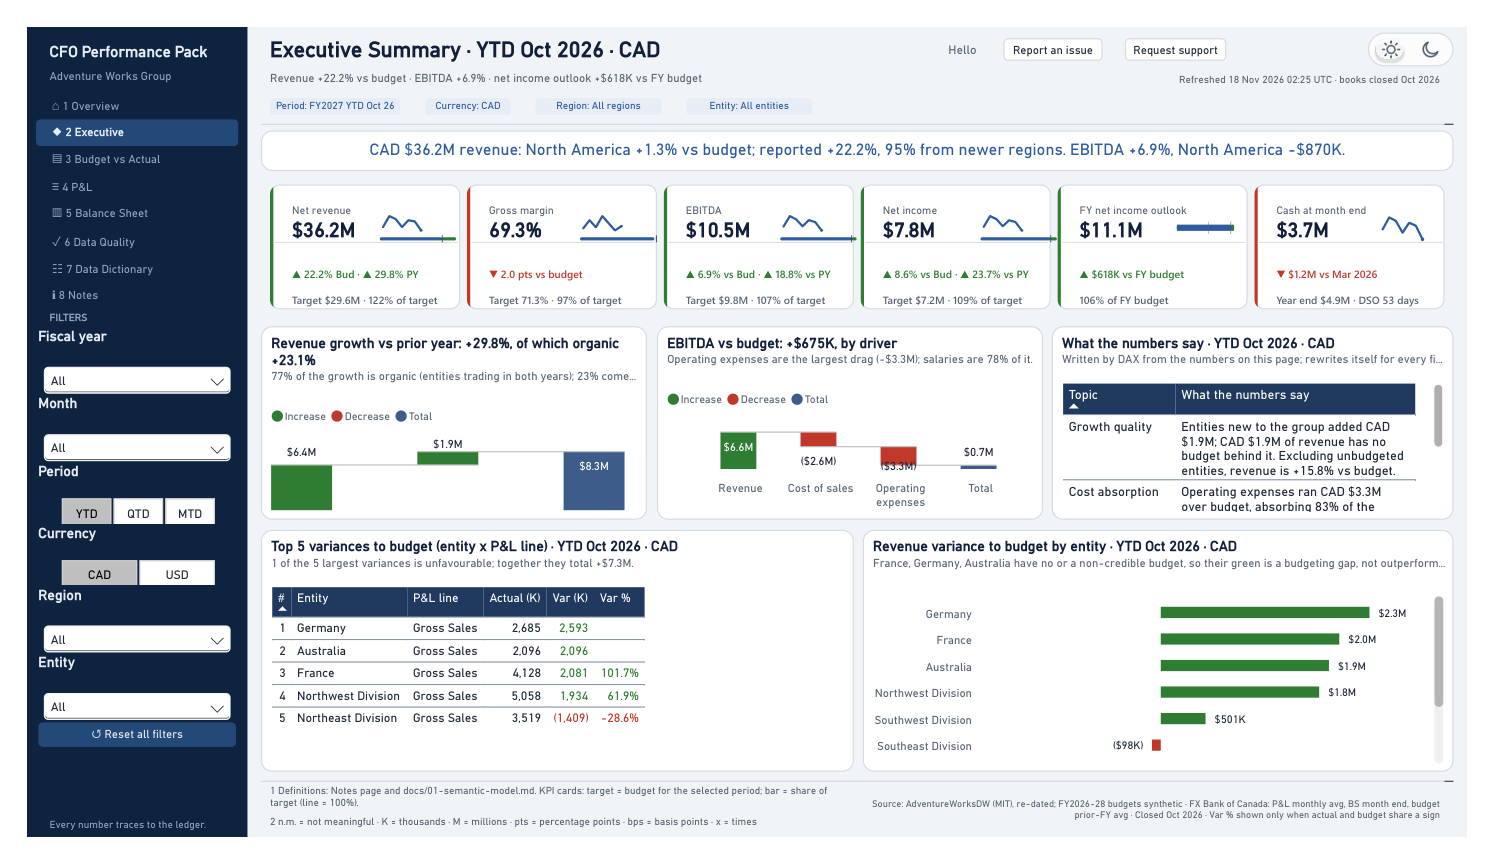 CFO Performance Pack
Adventure Works Group
⌂ 1 Overview
◆ 2 Executive
▤ 3 Budget vs Actual
≡ 4 P&L
▥ 5 Balance Sheet
✓ 6 Data Quality
☷ 7 Data Dictionary
ℹ 8 Notes
FILTERS
Fiscal year
All
Month
All
Period
YTD QTD MTD
Currency
CAD USD
Region
All
Entity
All
↺ Reset all filters
Every number traces to the ledger.
Executive Summary · YTD Oct 2026 · CAD
Hello Report an issue Request support
Revenue +22.2% vs budget · EBITDA +6.9% · net income outlook +$618K vs FY budget
Refreshed 18 Nov 2026 02:25 UTC · books closed Oct 2026
Period: FY2027 YTD Oct 26 Currency: CAD Region: All regions Entity: All entities
CAD $36.2M revenue: North America +1.3% vs budget; reported +22.2%, 95% from newer regions. EBITDA +6.9%, North America -$870K.
Net revenue
$36.2M
▲ 22.2% Bud · ▲ 29.8% PY
Target $29.6M · 122% of target
Gross margin
69.3%
▼ 2.0 pts vs budget
Target 71.3% · 97% of target
EBITDA
$10.5M
▲ 6.9% vs Bud · ▲ 18.8% vs PY
Target $9.8M · 107% of target
Net income
$7.8M
▲ 8.6% vs Bud · ▲ 23.7% vs PY
Target $7.2M · 109% of target
FY net income outlook
$11.1M
▲ $618K vs FY budget
106% of FY budget
Cash at month end
$3.7M
▼ $1.2M vs Mar 2026
Year end $4.9M · DSO 53 days
Revenue growth vs prior year: +29.8%, of which organic
+23.1%
77% of the growth is organic (entities trading in both years); 23% come...
Increase Decrease Total
$6.4M
$1.9M
$8.3M
EBITDA vs budget: +$675K, by driver
Operating expenses are the largest drag (-$3.3M); salaries are 78% of it.
Increase Decrease Total
$6.6M
($2.6M)
($3.3M)
$0.7M
Revenue Cost of sales Operating Total
expenses
What the numbers say · YTD Oct 2026 · CAD
Written by DAX from the numbers on this page; rewrites itself for every fi...
Topic What the numbers say
Growth quality Entities new to the group added CAD
$1.9M; CAD $1.9M of revenue has no
budget behind it. Excluding unbudgeted
entities, revenue is +15.8% vs budget.
Cost absorption Operating expenses ran CAD $3.3M
over budget, absorbing 83% of the
Top 5 variances to budget (entity x P&L line) · YTD Oct 2026 · CAD
1 of the 5 largest variances is unfavourable; together they total +$7.3M.
# Entity P&L line Actual (K) Var (K) Var %
1 Germany Gross Sales 2,685 2,593
2 Australia Gross Sales 2,096 2,096
3 France Gross Sales 4,128 2,081 101.7%
4 Northwest Division Gross Sales 5,058 1,934 61.9%
5 Northeast Division Gross Sales 3,519 (1,409) -28.6%
Revenue variance to budget by entity · YTD Oct 2026 · CAD
France, Germany, Australia have no or a non-credible budget, so their green is a budgeting gap, not outperform...
Germany $2.3M
France $2.0M
Australia $1.9M
Northwest Division $1.8M
Southwest Division $501K
Southeast Division ($98K)
1 Definitions: Notes page and docs/01-semantic-model.md. KPI cards: target = budget for the selected period; bar = share of
target (line = 100%).
2 n.m. = not meaningful · K = thousands · M = millions · pts = percentage points · bps = basis points · x = times
Source: AdventureWorksDW (MIT), re-dated; FY2026-28 budgets synthetic · FX Bank of Canada: P&L monthly avg, BS month end, budget
prior-FY avg · Closed Oct 2026 · Var % shown only when actual and budget share a sign